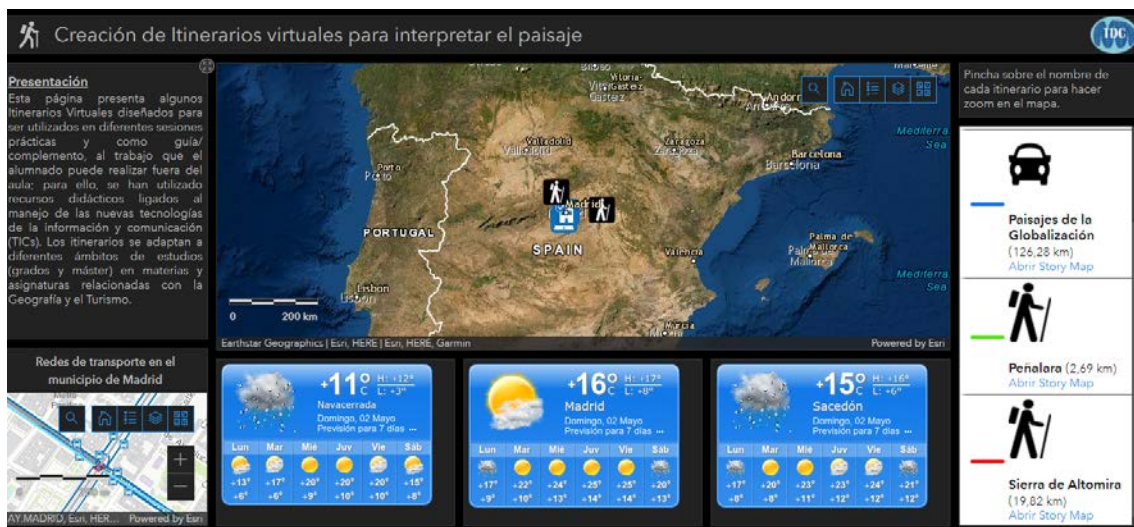 Creación de Itinerarios virtuales para interpretar el paisaje
TDC
Presentación
Esta página presenta algunos
Itinerarios Virtuales diseñados para
ser utilizados en diferentes sesiones
prácticas y como guía/
complemento, al trabajo que el
alumnado puede realizar fuera del
aula; para ello, se han utilizado
recursos didácticos ligados al
manejo de las nuevas tecnologías
de la información y comunicación
(TICs). Los itinerarios se adaptan a
diferentes ámbitos de estudios
(grados y máster) en materias y
asignaturas relacionadas con la
Geografía y el Turismo.
Redes de transporte en el
municipio de Madrid
+
−
AY.MADRID, Esri, HER... Powered by Esri
Bilbao
Vitoria-
Gasteiz
Andorr
Marseille
Valladolid
Zaragoza
Barcelona
Mediterra
Sea
Porto
Madrid
PORTUGAL
SPAIN
Valencia
Palma de
Mallorca
Mediterra
Sea
Lisbon
Murcia
0 200 km
Earthstar Geographics | Esri, HERE | Esri, HERE, Garmin Powered by Esri
+11° C H: +12° L: +3°
Navacerrada
Domingo, 02 Mayo
Previsión para 7 días ...
Lun Mar Mié Juv Vie Sáb
+13° +17° +20° +20° +20° +15°
+6° +6° +9° +10° +10° +8°
+16° C H: +17° L: +8°
Madrid
Domingo, 02 Mayo
Previsión para 7 días ...
Lun Mar Mié Juv Vie Sáb
+17° +22° +24° +25° +25° +20°
+9° +10° +13° +14° +14° +13°
+15° C H: +16° L: +6°
Sacedón
Domingo, 02 Mayo
Previsión para 7 días ...
Lun Mar Mié Juv Vie Sáb
+17° +20° +23° +25° +24° +21°
+8° +8° +11° +12° +12° +12°
Pincha sobre el nombre de
cada itinerario para hacer
zoom en el mapa.
Paisajes de la
Globalización
(126,28 km)
Abrir Story Map
Peñalara (2,69 km)
Abrir Story Map
Sierra de Altomira
(19,82 km)
Abrir Story Map